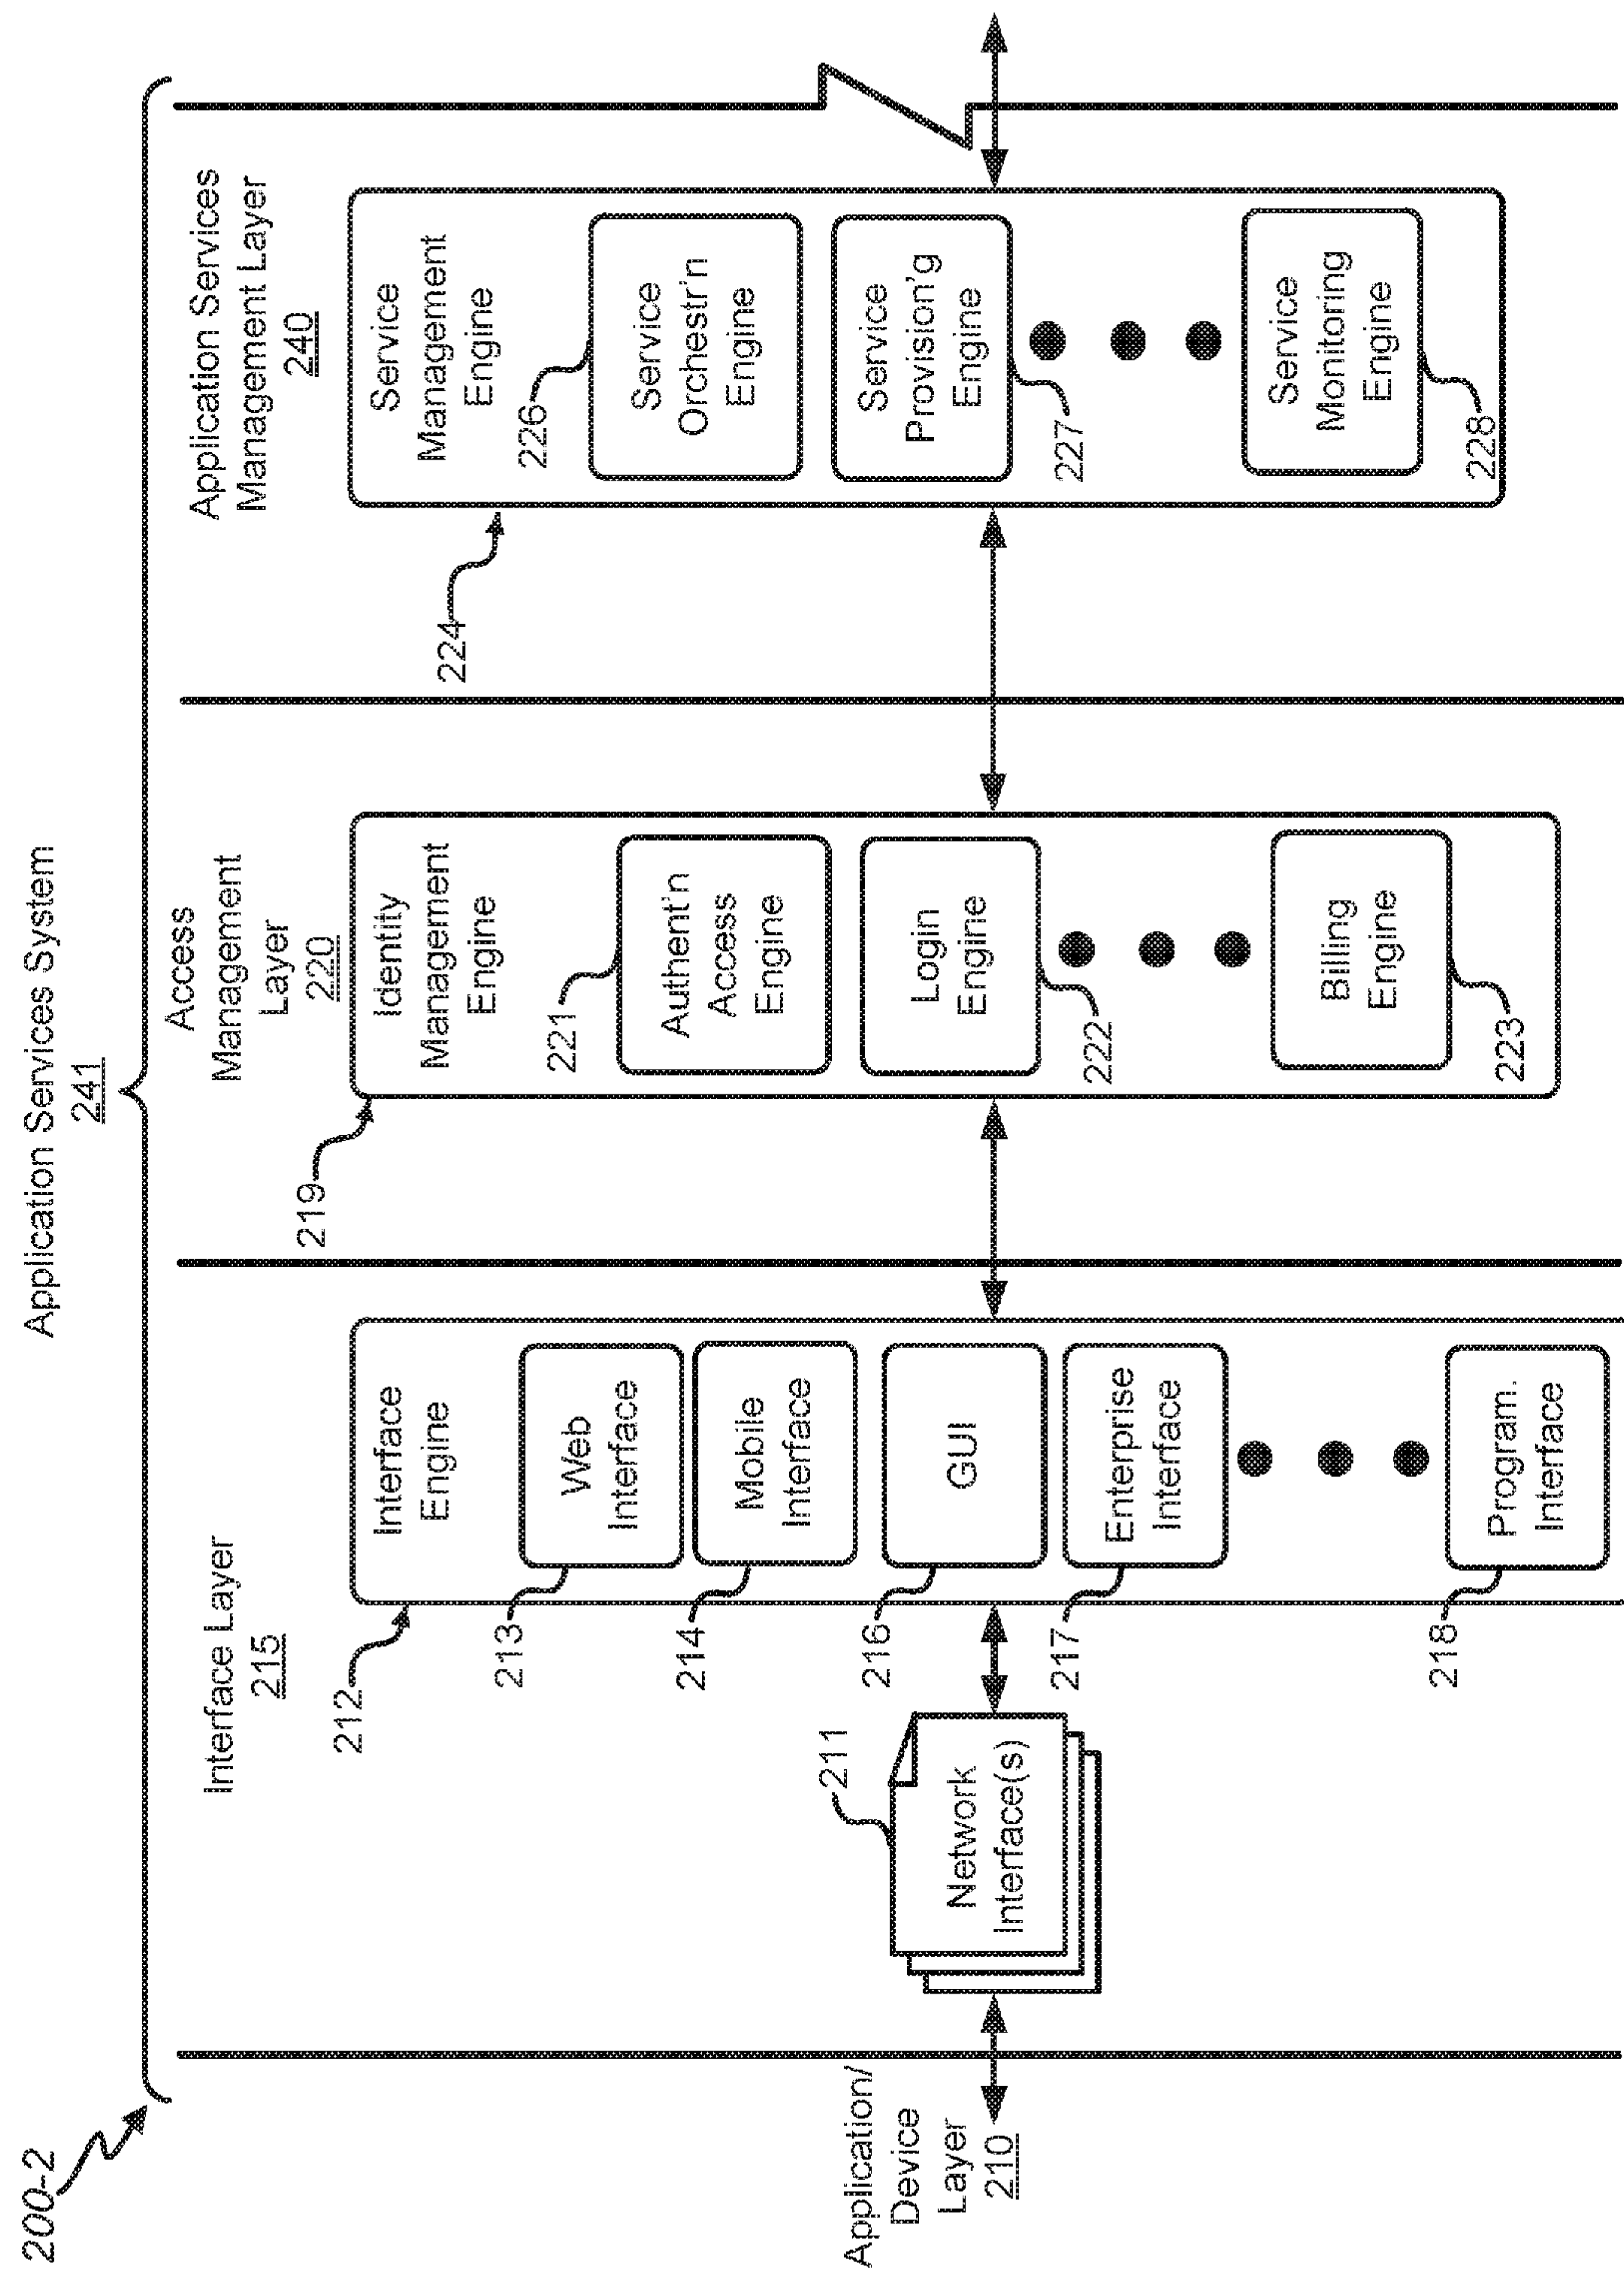 200-2
Application Services System
241
Application/
Device
Layer
210
Interface Layer
215
212
Interface
Engine
213
Web
Interface
214
Mobile
Interface
216
GUI
217
Enterprise
Interface
218
Program.
Interface
211
Network
Interface(s)
Access
Management
Layer
220
219
Identity
Management
Engine
221
Authent'n
Access
Engine
222
Login
Engine
223
Billing
Engine
Application Services
Management Layer
240
224
Service
Management
Engine
226
Service
Orchestr'n
Engine
227
Service
Provision'g
Engine
228
Service
Monitoring
Engine